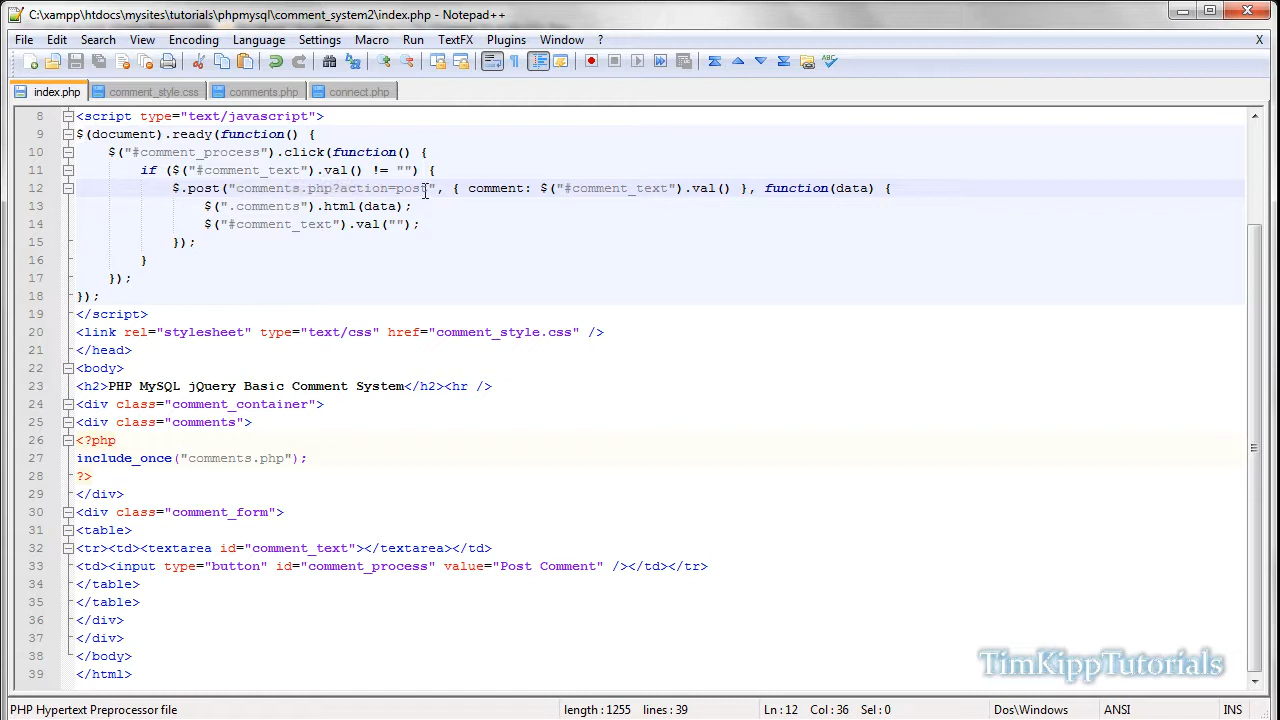 C:\xampp\htdocs\mysites\tutorials\phpmysql\comment_system2\index.php - Notepad++
File Edit Search View Encoding Language Settings Macro Run TextFX Plugins Window ? X
index.php comment_style.css comments.php connect.php
8 <script type="text/javascript">
9 $(document).ready(function() {
10 $("#comment_process").click(function() {
11 if ($("#comment_text").val() != "") {
12 $.post("comments.php?action=post", { comment: $("#comment_text").val() }, function(data) {
13 $(".comments").html(data);
14 $("#comment_text").val("");
15 });
16 }
17 });
18 });
19 </script>
20 <link rel="stylesheet" type="text/css" href="comment_style.css" />
21 </head>
22 <body>
23 <h2>PHP MySQL jQuery Basic Comment System</h2><hr />
24 <div class="comment_container">
25 <div class="comments">
26 <?php
27 include_once("comments.php");
28 ?>
29 </div>
30 <div class="comment_form">
31 <table>
32 <tr><td><textarea id="comment_text"></textarea></td>
33 <td><input type="button" id="comment_process" value="Post Comment" /></td></tr>
34 </table>
35 </table>
36 </div>
37 </div>
38 </body>
39 </html>
TimKippTutorials
PHP Hypertext Preprocessor file length : 1255 lines : 39 Ln : 12 Col : 36 Sel : 0 Dos\Windows ANSI INS